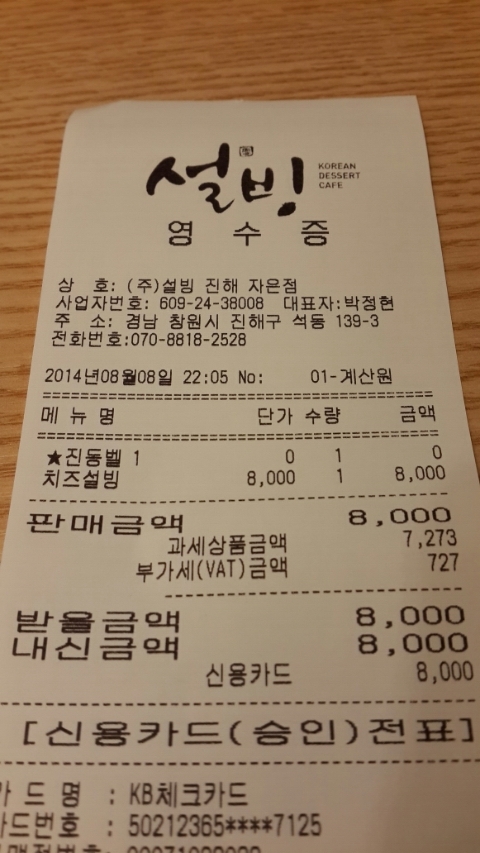 설빙 KOREAN DESSERT CAFE
영 수 증
상 호: (주)설빙 진해 자은점
사업자번호: 609-24-38008 대표자:박정현
주 소: 경남 창원시 진해구 석동 139-3
전화번호:070-8818-2528
2014년08월08일 22:05 No: 01-계산원
메 뉴 명 단가 수량 금액
★진동벨 1 0 1 0
치즈설빙 8,000 1 8,000
판매금액 8,000
과세상품금액 7,273
부가세(VAT)금액 727
받을금액 8,000
내신금액 8,000
신용카드 8,000
[신용카드(승인)전표]
카 드 명 : KB체크카드
카드번호 : 50212365****7125